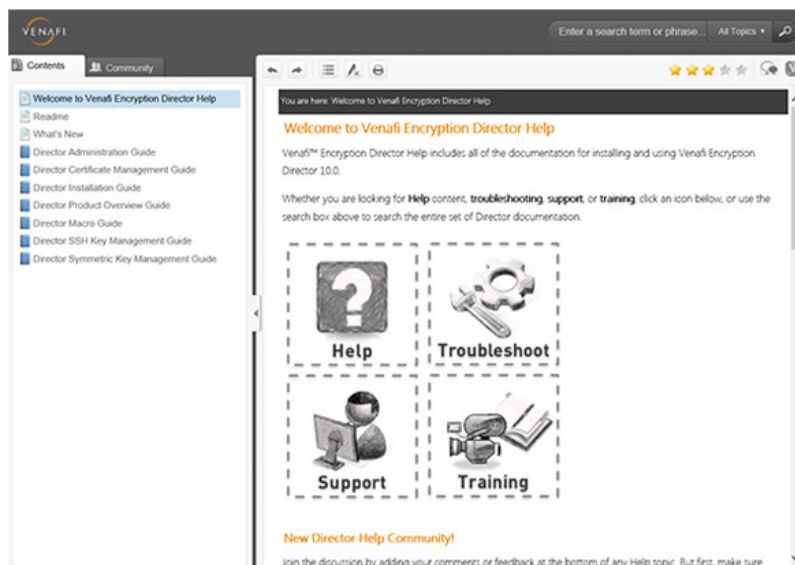 VENAFI
Enter a search term or phrase...
All Topics
Contents
Community
Welcome to Venafi Encryption Director Help
Readme
What's New
Director Administration Guide
Director Certificate Management Guide
Director Installation Guide
Director Product Overview Guide
Director Macro Guide
Director SSH Key Management Guide
Director Symmetric Key Management Guide
You are here: Welcome to Venafi Encryption Director Help
Welcome to Venafi Encryption Director Help
Venafi™ Encryption Director Help includes all of the documentation for installing and using Venafi Encryption
Director 10.0.
Whether you are looking for Help content, troubleshooting, support, or training, click an icon below, or use the
search box above to search the entire set of Director documentation.
Help
Troubleshoot
Support
Training
New Director Help Community!
Join the discussion by adding your comments or feedback at the bottom of any Help topic. But first, make sure